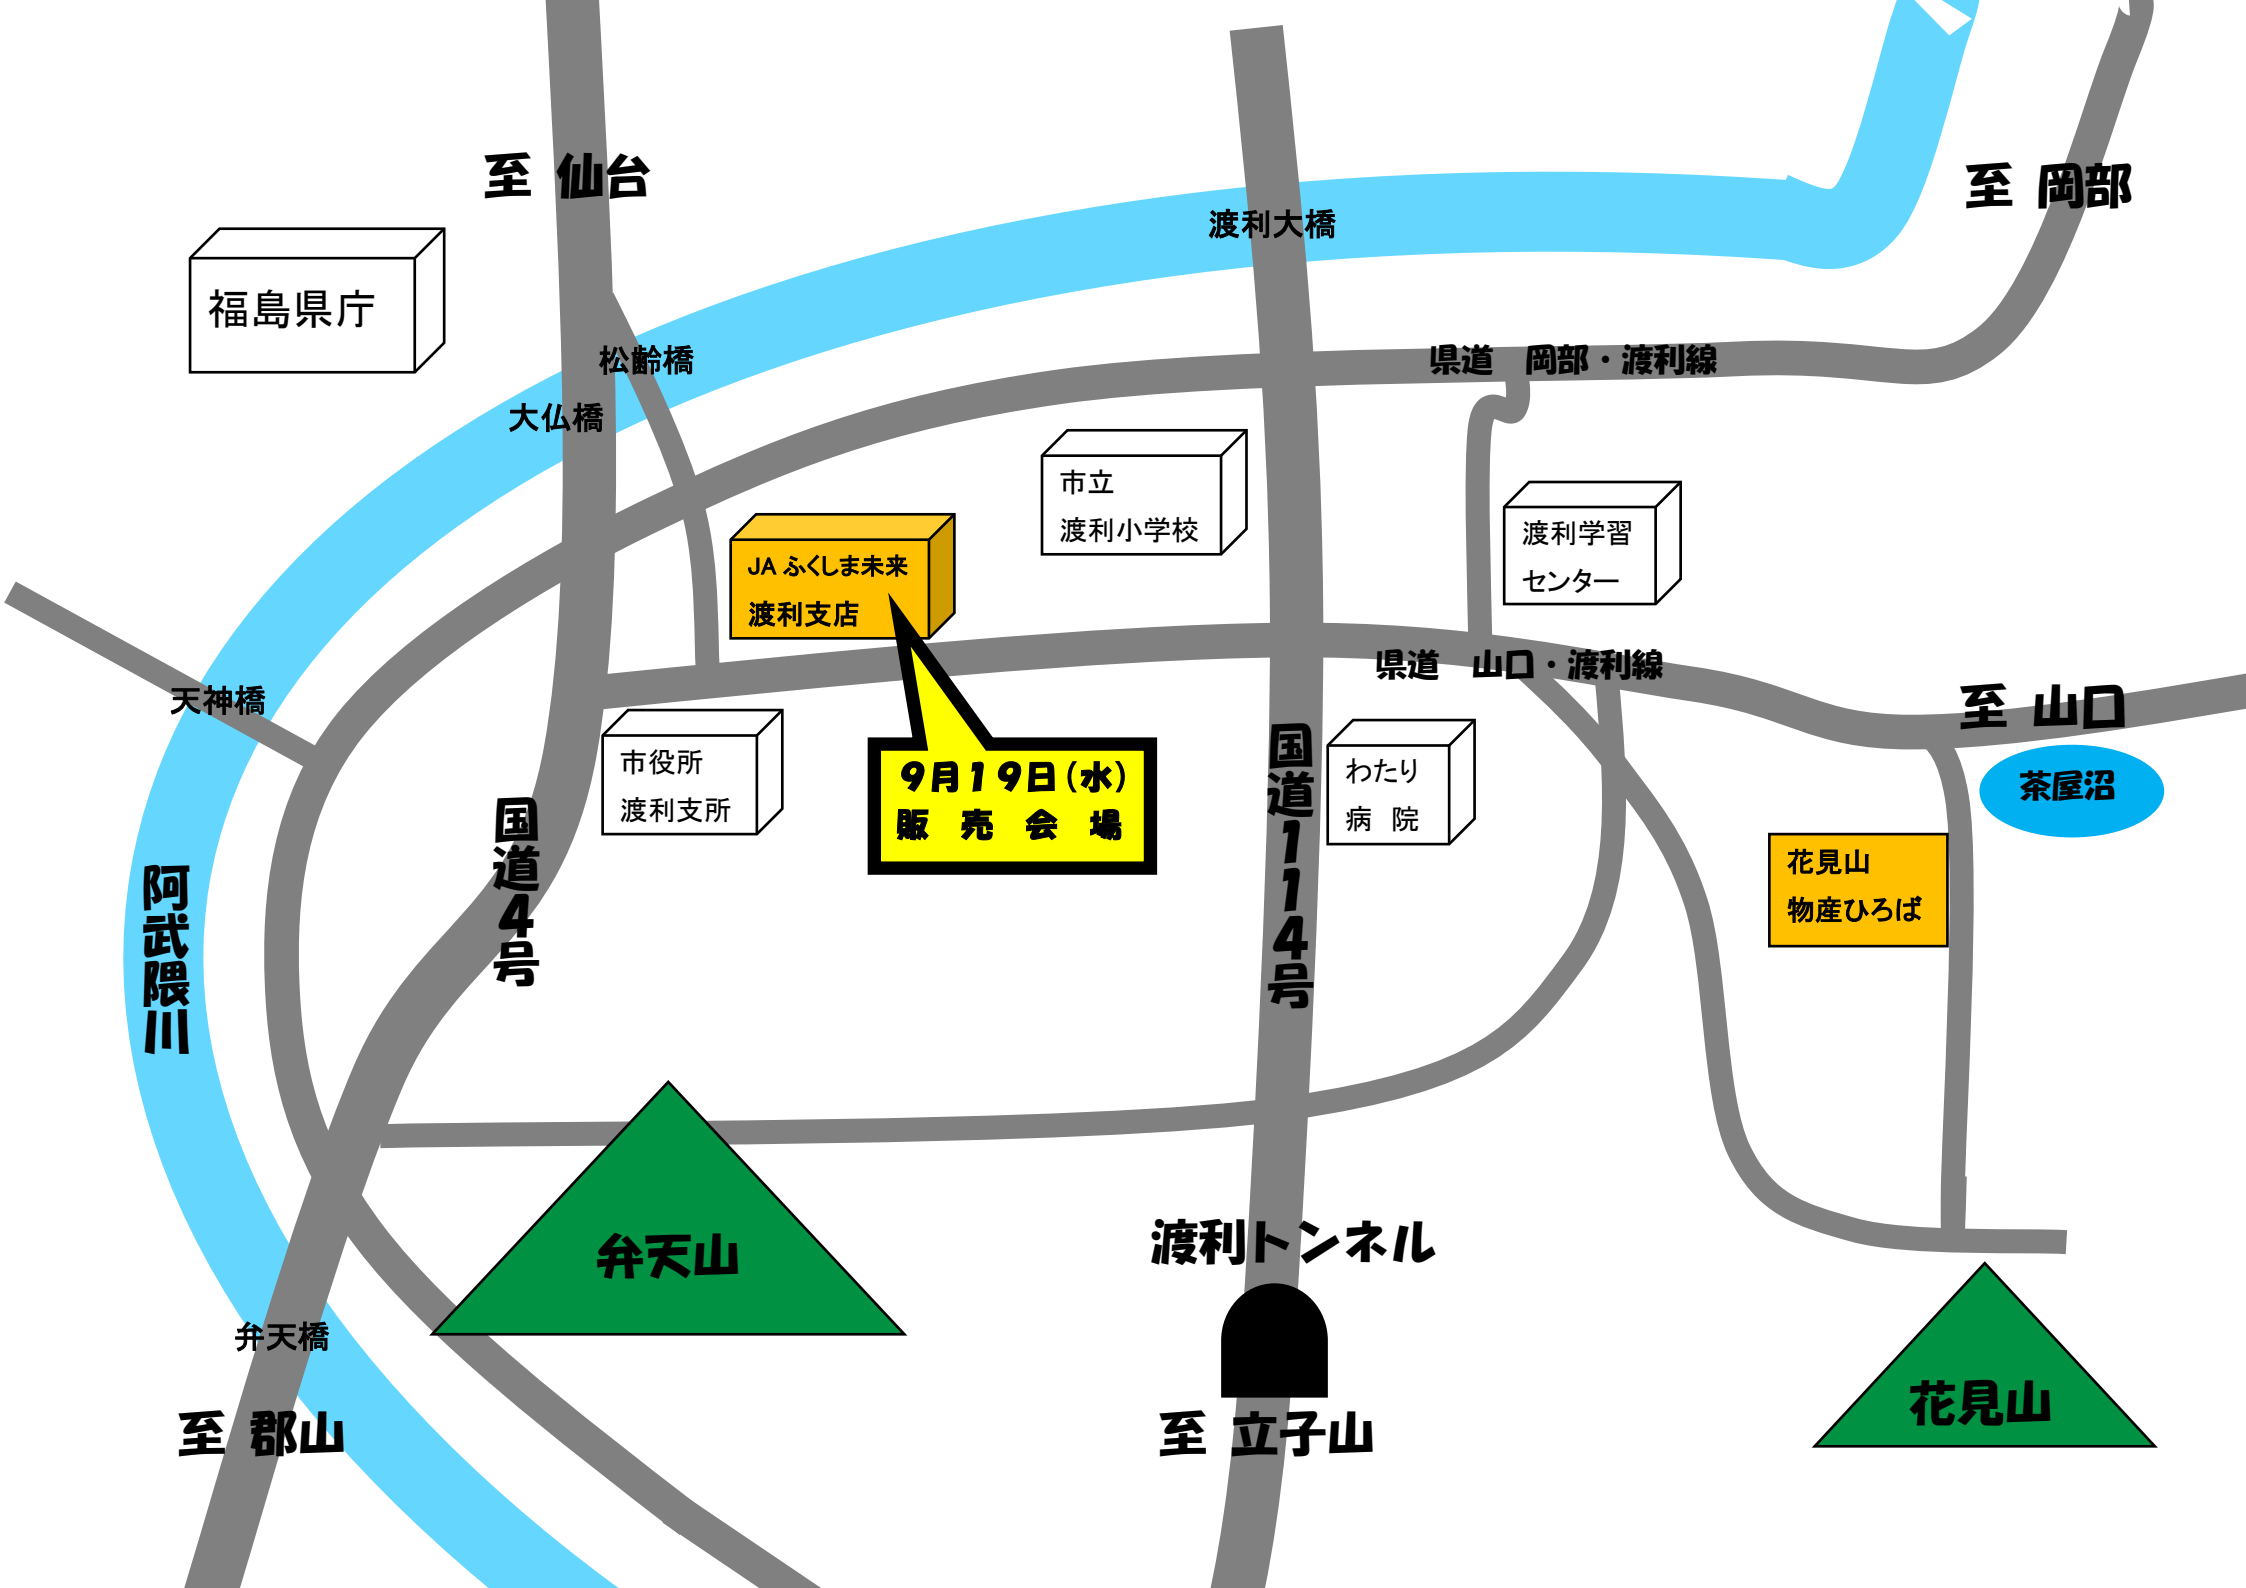 至 仙台
至 岡部
渡利大橋
福島県庁
松齢橋
県道　岡部・渡利線
大仏橋
市立
渡利小学校
渡利学習
センター
JAふくしま未来
渡利支店
県道　山口・渡利線
天神橋
至 山口
市役所
渡利支所
9月19日(水)
販　売　会　場
国道114号
わたり
病　院
茶屋沼
国道4号
花見山
物産ひろば
阿武隈川
弁天山
渡利トンネル
弁天橋
至 郡山
至 立子山
花見山